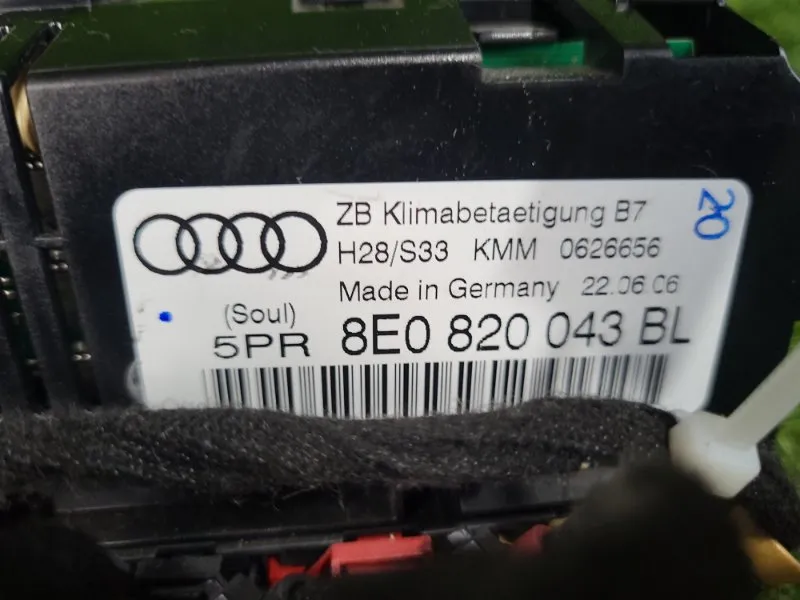 ZB Klimabetaetigung B7
20
H28/S33 KMM 0626656
Made in Germany 22.06.06
(Soul)
5PR 8E0 820 043 BL